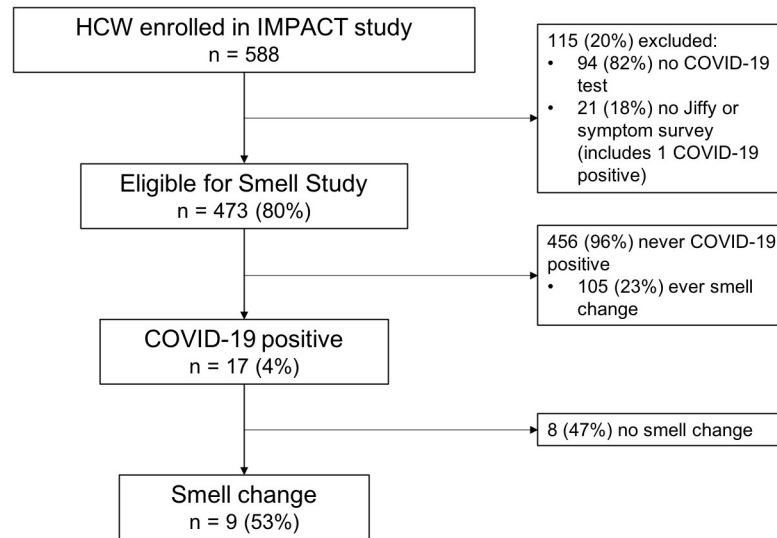 HCW enrolled in IMPACT study
n = 588
115 (20%) excluded:
• 94 (82%) no COVID-19
test
• 21 (18%) no Jiffy or
symptom survey
(includes 1 COVID-19
positive)
Eligible for Smell Study
n = 473 (80%)
456 (96%) never COVID-19
positive
• 105 (23%) ever smell
change
COVID-19 positive
n = 17 (4%)
8 (47%) no smell change
Smell change
n = 9 (53%)